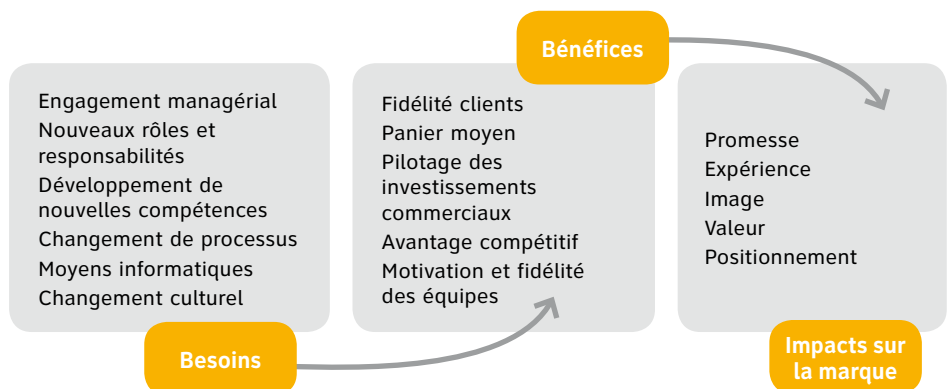 Engagement managérial
Nouveaux rôles et
responsabilités
Développement de
nouvelles compétences
Changement de processus
Moyens informatiques
Changement culturel
Besoins
Bénéfices
Fidélité clients
Panier moyen
Pilotage des
investissements
commerciaux
Avantage compétitif
Motivation et fidélité
des équipes
Promesse
Expérience
Image
Valeur
Positionnement
Impacts sur
la marque